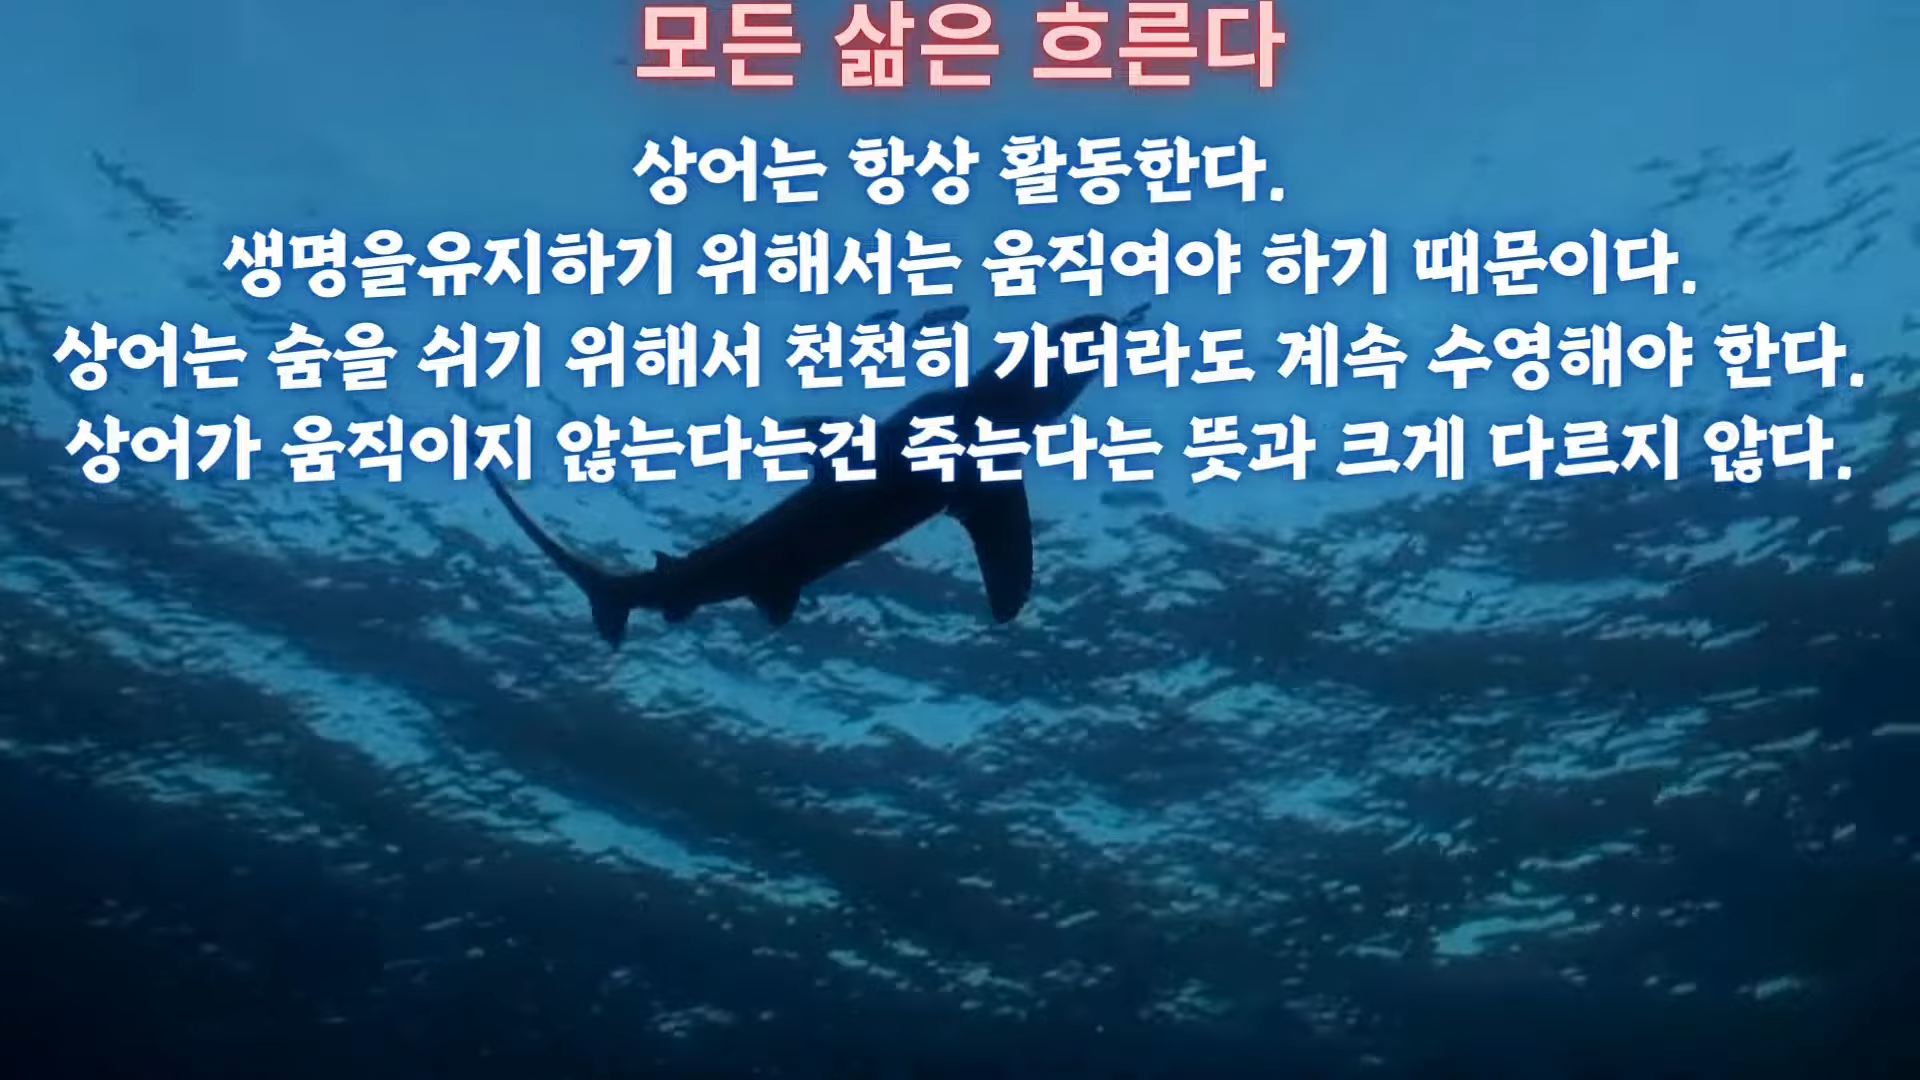 모든 삶은 흐른다
상어는 항상 활동한다.
생명을유지하기 위해서는 움직여야 하기 때문이다.
상어는 숨을 쉬기 위해서 천천히 가더라도 계속 수영해야 한다.
상어가 움직이지 않는다는건 죽는다는 뜻과 크게 다르지 않다.